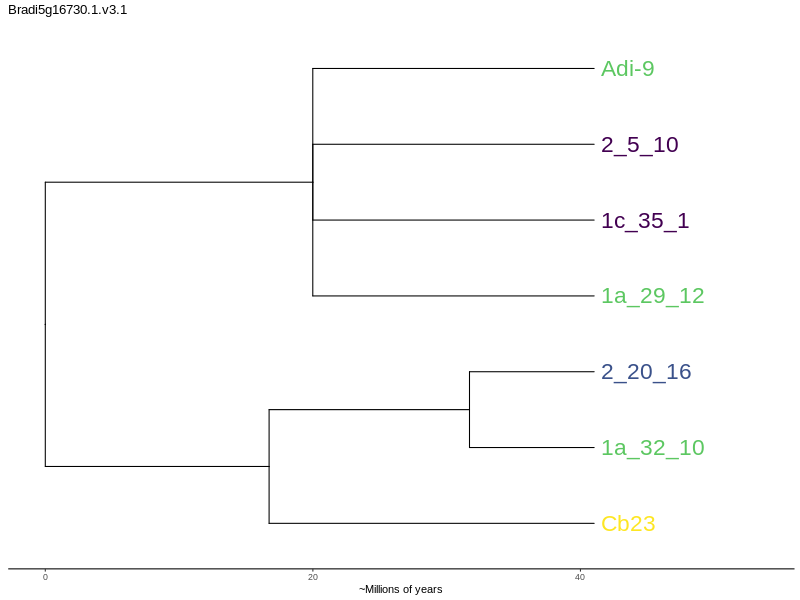 Bradi5g16730.1.v3.1
Adi-9
2_5_10
1c_35_1
1a_29_12
2_20_16
1a_32_10
Cb23
0 20 40
~Millions of years